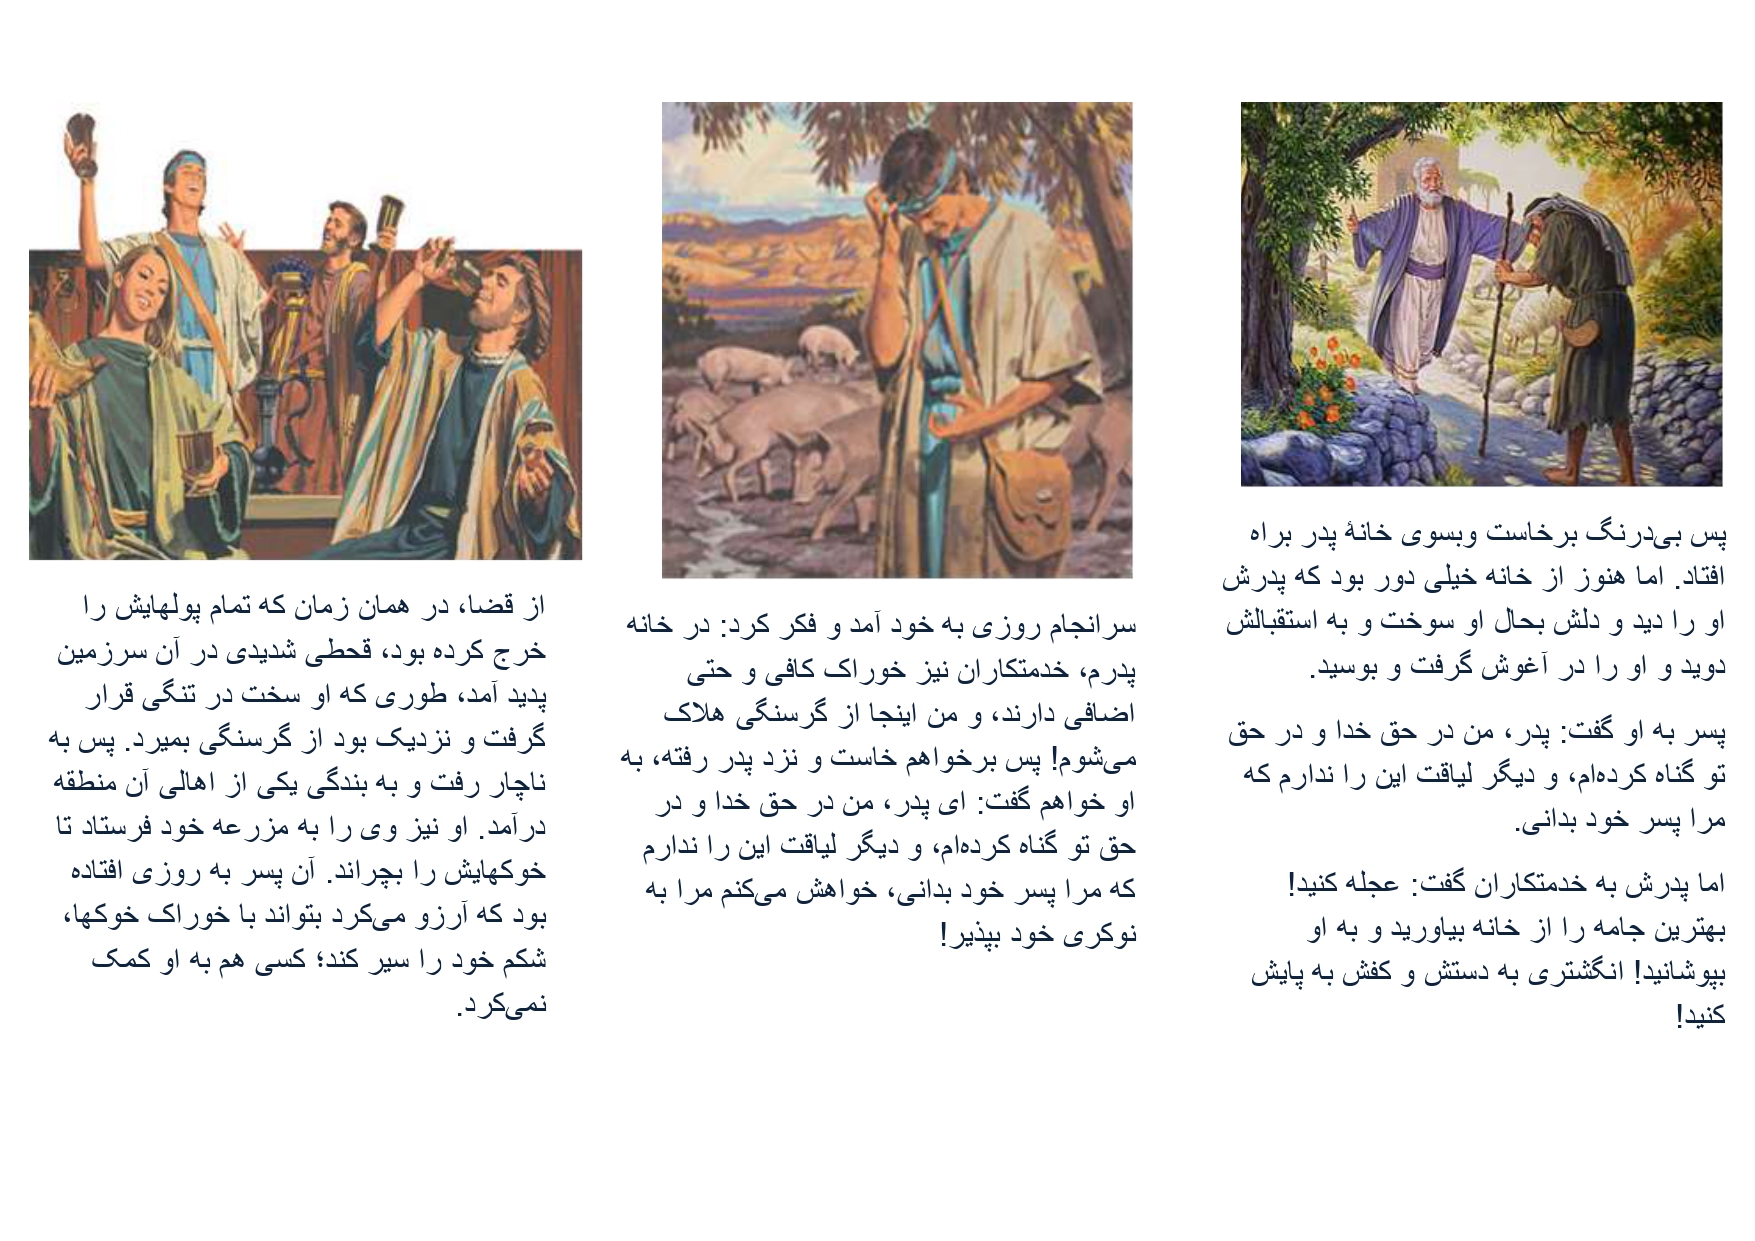 از قضا، در همان زمان که تمام پولهایش را
خرج کرده بود، قحطی شدیدی در آن سرزمین
پدید آمد، طوری که او سخت در تنگی قرار
گرفت و نزدیک بود از گرسنگی بمیرد. پس به
ناچار رفت و به بندگی یکی از اهالی آن منطقه
درآمد. او نیز وی را به مزرعه خود فرستاد تا
خوکهایش را بچراند. آن پسر به روزی افتاده
بود که آرزو می‌کرد بتواند با خوراک خوکها،
شکم خود را سیر کند؛ کسی هم به او کمک
نمی‌کرد.
سرانجام روزی به خود آمد و فکر کرد: در خانه
پدرم، خدمتکاران نیز خوراک کافی و حتی
اضافی دارند، و من اینجا از گرسنگی هلاک
می‌شوم! پس برخواهم خاست و نزد پدر رفته، به
او خواهم گفت: ای پدر، من در حق خدا و در
حق تو گناه کرده‌ام، و دیگر لیاقت این را ندارم
که مرا پسر خود بدانی، خواهش می‌کنم مرا به
نوکری خود بپذیر!
پس بی‌درنگ برخاست وبسوی خانهٔ پدر براه
افتاد. اما هنوز از خانه خیلی دور بود که پدرش
او را دید و دلش بحال او سوخت و به استقبالش
دوید و او را در آغوش گرفت و بوسید.
پسر به او گفت: پدر، من در حق خدا و در حق
تو گناه کرده‌ام، و دیگر لیاقت این را ندارم که
مرا پسر خود بدانی.
اما پدرش به خدمتکاران گفت: عجله کنید!
بهترین جامه را از خانه بیاورید و به او
بپوشانید! انگشتری به دستش و کفش به پایش
کنید!